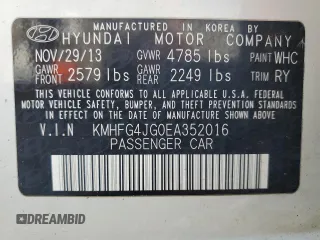 MANUFACTURED IN KOREA BY
HYUNDAI MOTOR COMPANY
NOV/29/13 GVWR 4785 lbs PAINT WHC
GAWR FRONT 2579 lbs GAWR REAR 2249 lbs TRIM RY
THIS VEHICLE CONFORMS TO ALL APPLICABLE
FEDERAL MOTOR VEHICLE SAFETY,
BUMPER, AND THEFT PREVENTION STANDARDS
IN EFFECT ON THE DATE OF MANUFACTURE
SHOWN ABOVE.
V.I.N KMHFG4JG0EA352016
PASSENGER CAR
DREAMBID